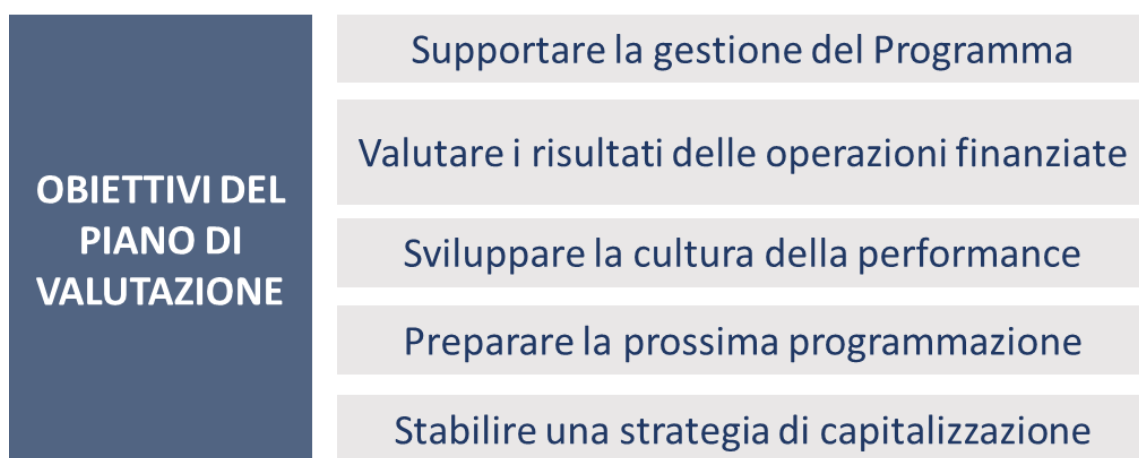 OBIETTIVI DEL
PIANO DI
VALUTAZIONE
Supportare la gestione del Programma
Valutare i risultati delle operazioni finanziate
Sviluppare la cultura della performance
Preparare la prossima programmazione
Stabilire una strategia di capitalizzazione